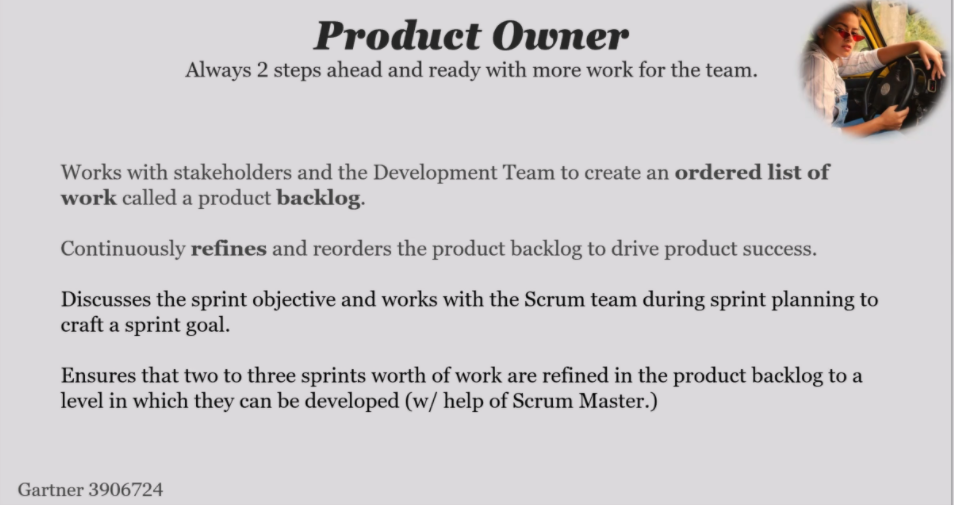 Product Owner
Always 2 steps ahead and ready with more work for the team.
Works with stakeholders and the Development Team to create an ordered list of
work called a product backlog.
Continuously refines and reorders the product backlog to drive product success.
Discusses the sprint objective and works with the Scrum team during sprint planning to
craft a sprint goal.
Ensures that two to three sprints worth of work are refined in the product backlog to a
level in which they can be developed (w/ help of Scrum Master.)
Gartner 3906724